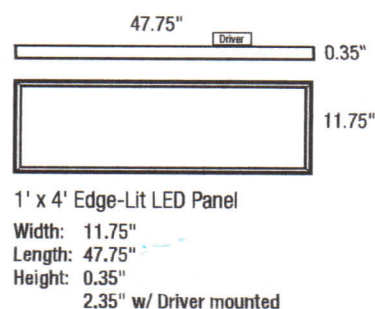 47.75"
Driver
0.35"
11.75"
1' x 4' Edge-Lit LED Panel
Width: 11.75"
Length: 47.75"
Height: 0.35"
2.35" w/ Driver mounted